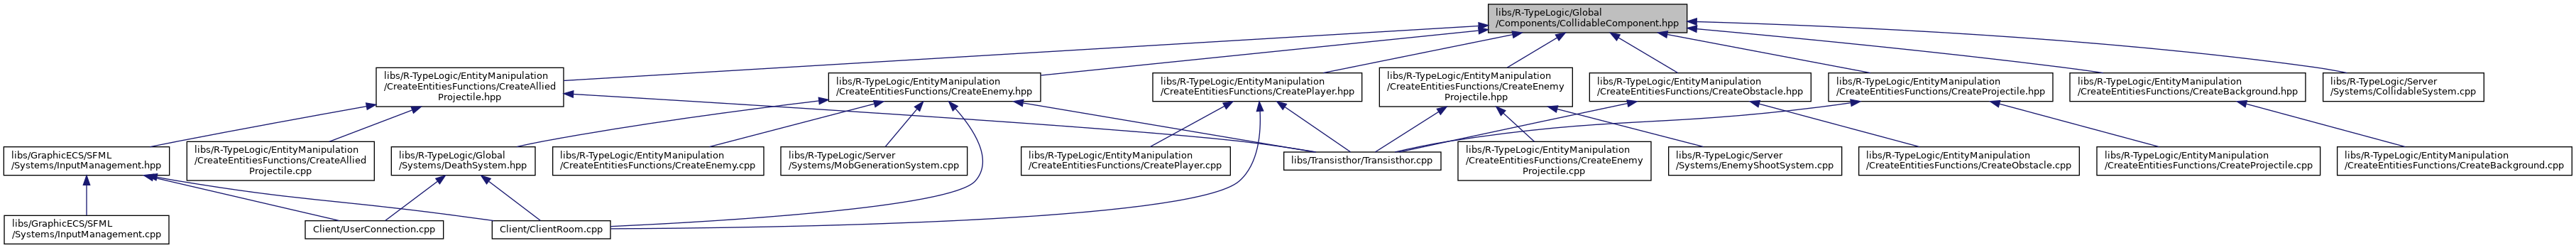 libs/R-TypeLogic/Global
/Components/CollidableComponent.hpp
libs/R-TypeLogic/EntityManipulation
/CreateEntitiesFunctions/CreateAllied
Projectile.hpp
libs/R-TypeLogic/EntityManipulation
/CreateEntitiesFunctions/CreateEnemy.hpp
libs/R-TypeLogic/EntityManipulation
/CreateEntitiesFunctions/CreatePlayer.hpp
libs/R-TypeLogic/EntityManipulation
/CreateEntitiesFunctions/CreateEnemy
Projectile.hpp
libs/R-TypeLogic/EntityManipulation
/CreateEntitiesFunctions/CreateObstacle.hpp
libs/R-TypeLogic/EntityManipulation
/CreateEntitiesFunctions/CreateProjectile.hpp
libs/R-TypeLogic/EntityManipulation
/CreateEntitiesFunctions/CreateBackground.hpp
libs/R-TypeLogic/Server
/Systems/CollidableSystem.cpp
libs/GraphicECS/SFML
/Systems/InputManagement.hpp
libs/R-TypeLogic/EntityManipulation
/CreateEntitiesFunctions/CreateAllied
Projectile.cpp
libs/R-TypeLogic/Global
/Systems/DeathSystem.hpp
libs/R-TypeLogic/EntityManipulation
/CreateEntitiesFunctions/CreateEnemy.cpp
libs/R-TypeLogic/Server
/Systems/MobGenerationSystem.cpp
libs/R-TypeLogic/EntityManipulation
/CreateEntitiesFunctions/CreatePlayer.cpp
libs/Transisthor/Transisthor.cpp
libs/R-TypeLogic/EntityManipulation
/CreateEntitiesFunctions/CreateEnemy
Projectile.cpp
libs/R-TypeLogic/Server
/Systems/EnemyShootSystem.cpp
libs/R-TypeLogic/EntityManipulation
/CreateEntitiesFunctions/CreateObstacle.cpp
libs/R-TypeLogic/EntityManipulation
/CreateEntitiesFunctions/CreateProjectile.cpp
libs/R-TypeLogic/EntityManipulation
/CreateEntitiesFunctions/CreateBackground.cpp
libs/GraphicECS/SFML
/Systems/InputManagement.cpp
Client/UserConnection.cpp
Client/ClientRoom.cpp